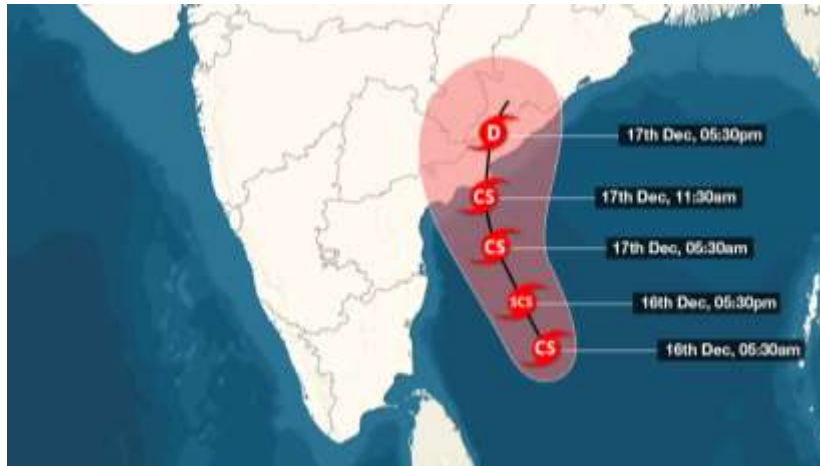 D
17th Dec, 05:30pm
CS
17th Dec, 11:30am
CS
17th Dec, 05:30am
SCS
16th Dec, 05:30pm
CS
16th Dec, 05:30am